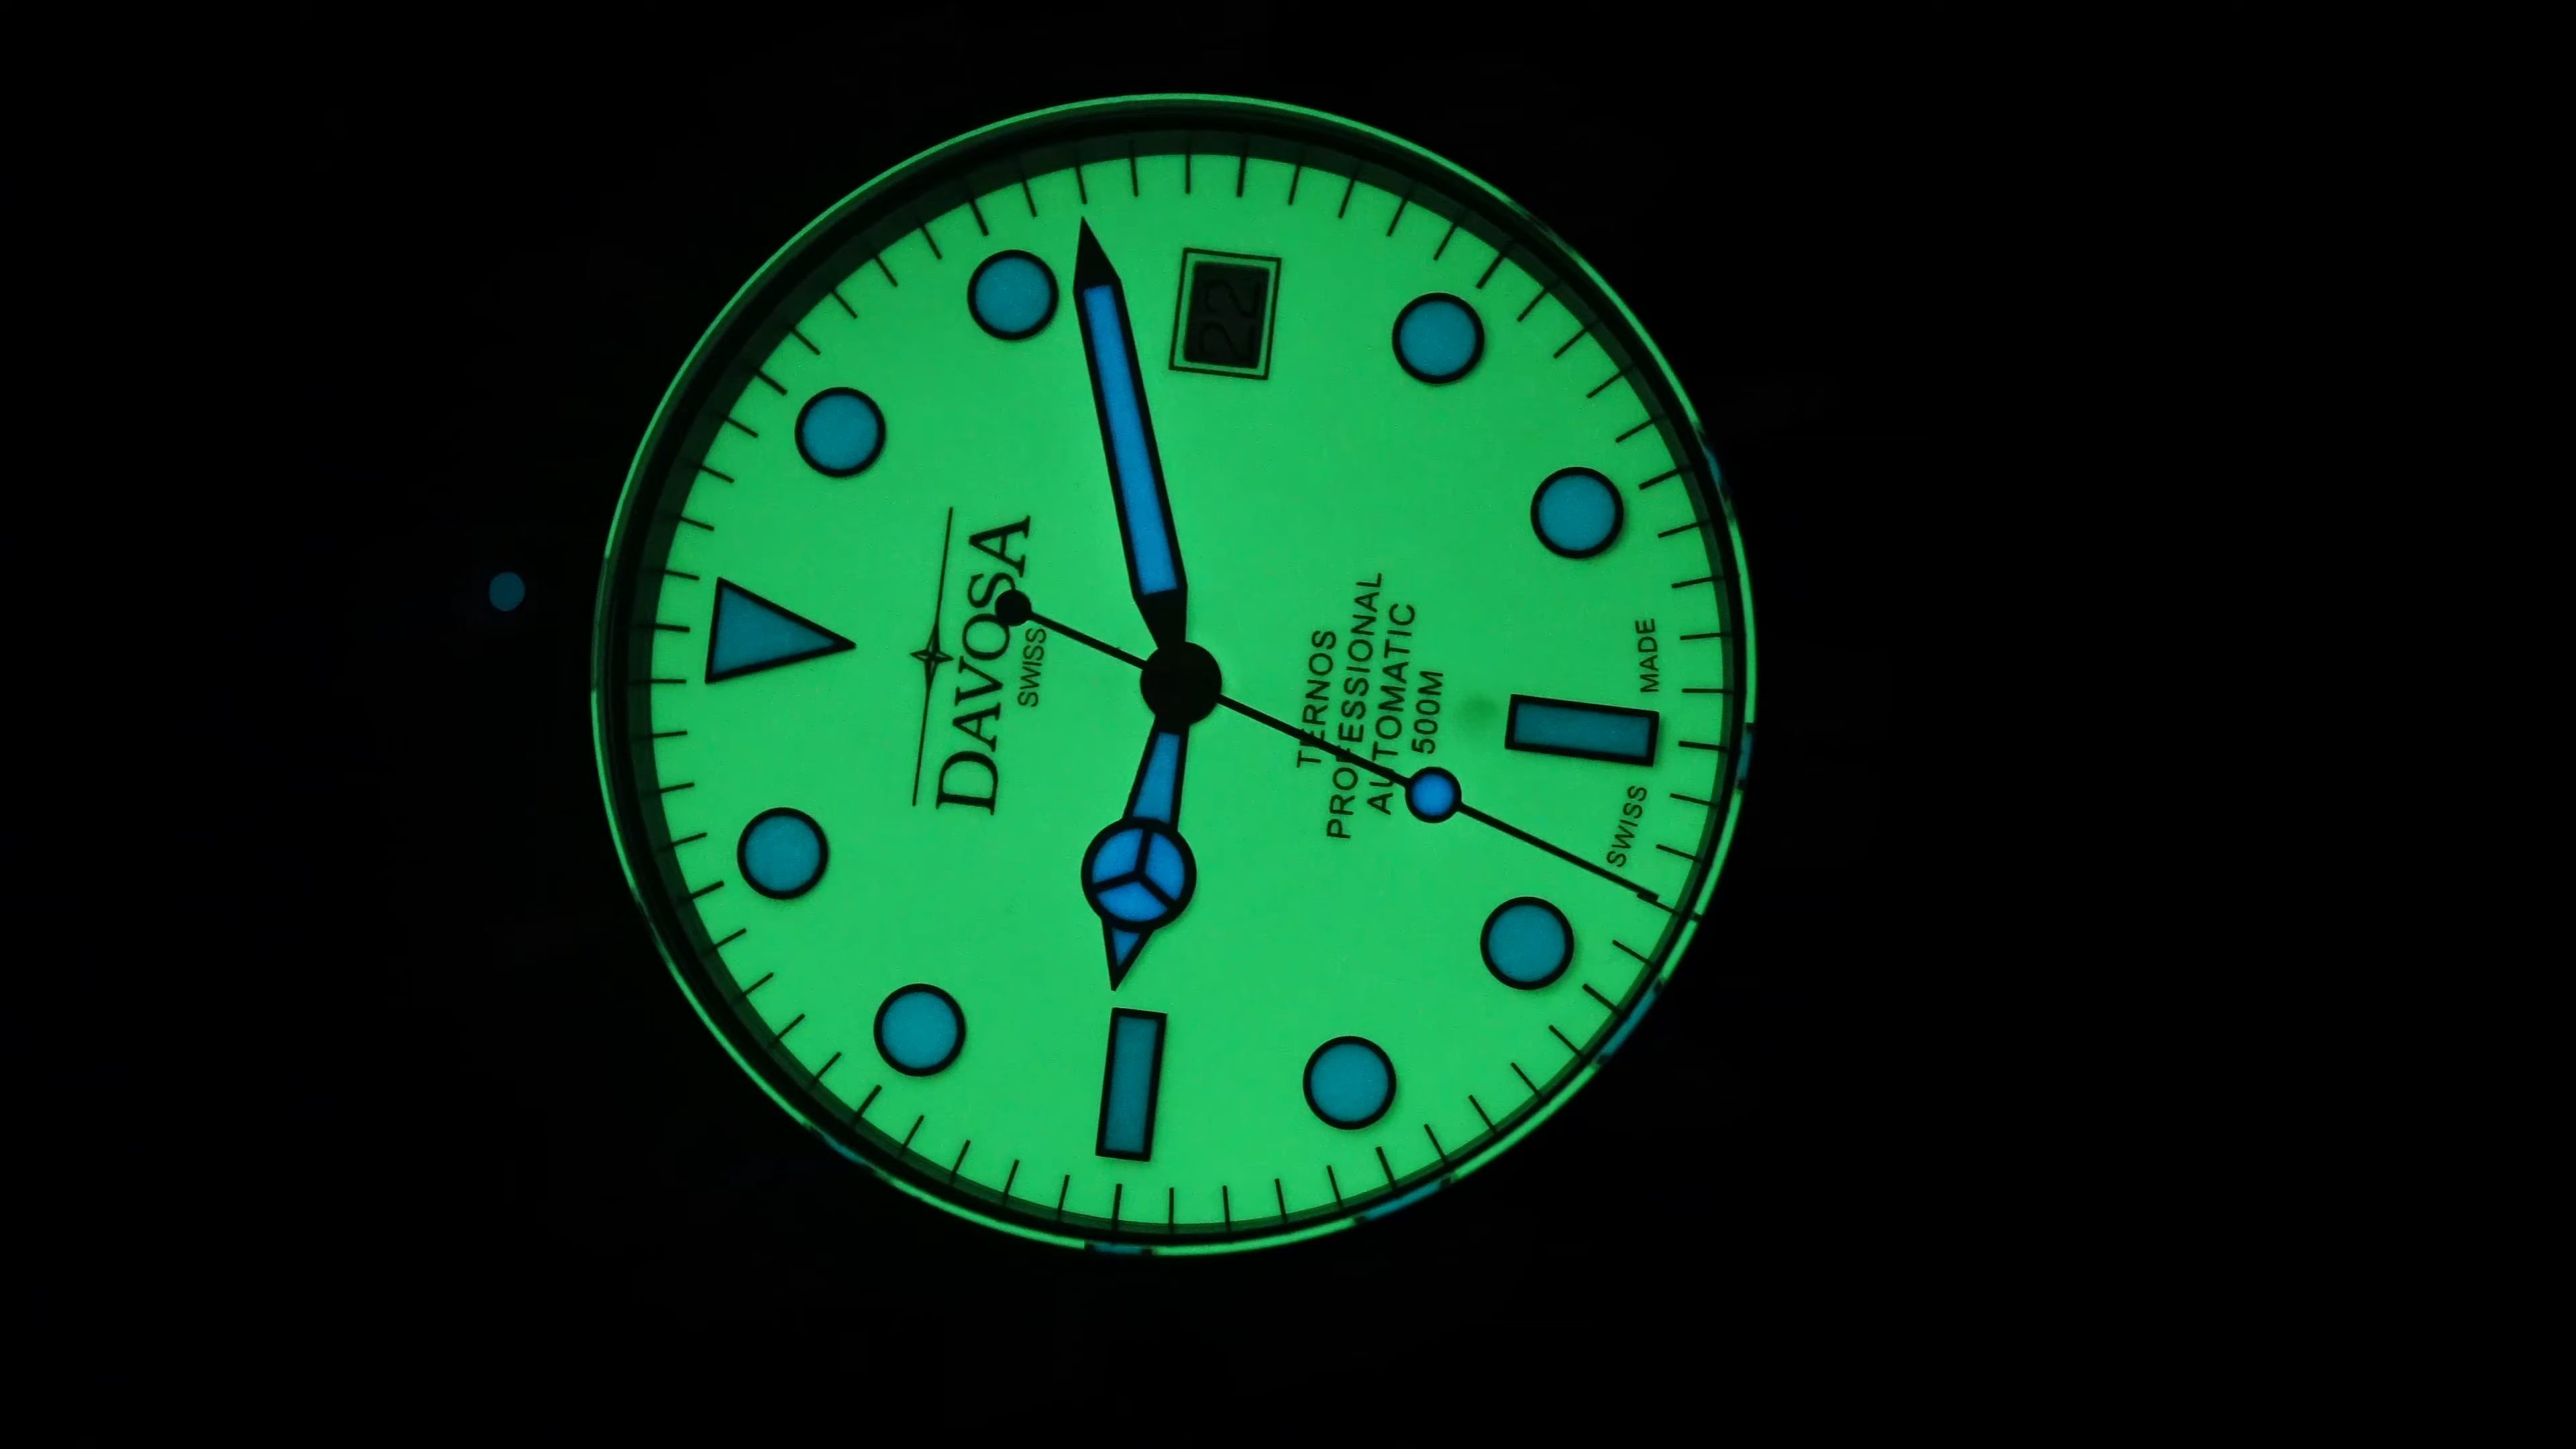 DAVOSA
SWISS
22
TERNOS
PROFESSIONAL
AUTOMATIC
500M
SWISS MADE